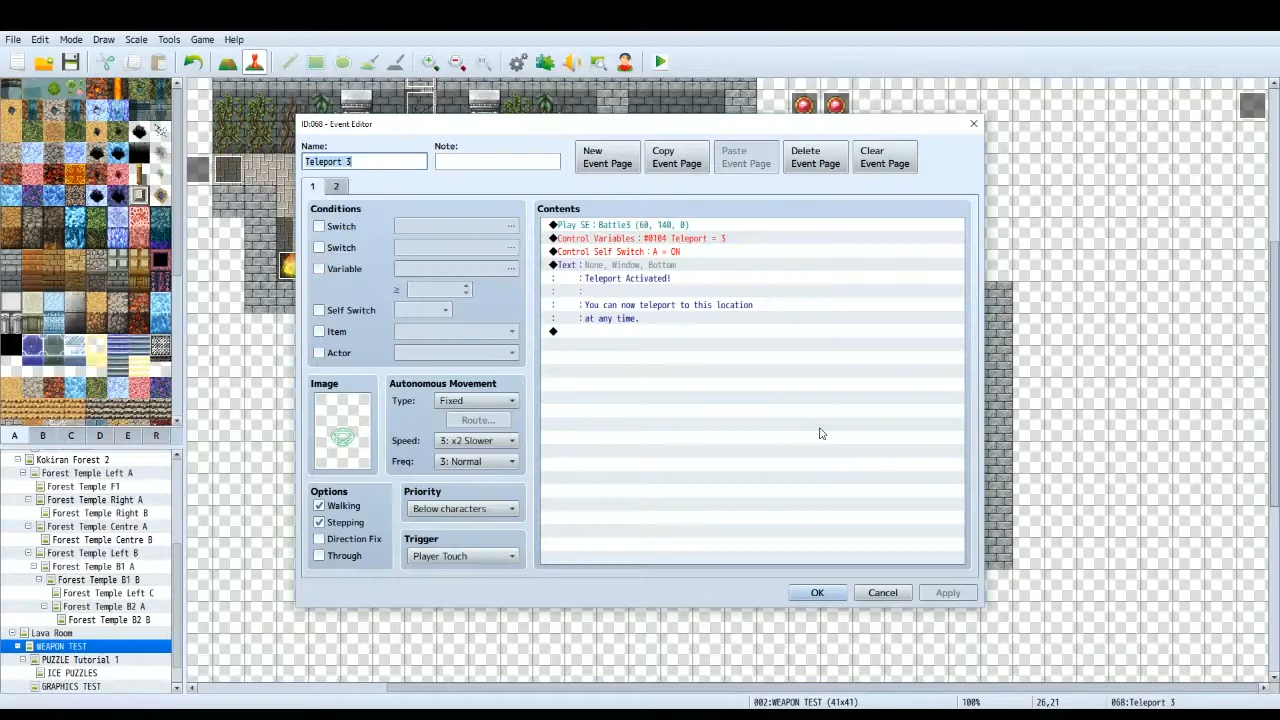 File Edit Mode Draw Scale Tools Game Help
ID:068 - Event Editor
Name:
Note:
Teleport 3
New Event Page
Copy Event Page
Paste Event Page
Delete Event Page
Clear Event Page
1 2
Conditions
Switch
Switch
Variable
≥
Self Switch
Item
Actor
Image
Autonomous Movement
Type: Fixed
Route...
Speed: 3: x2 Slower
Freq: 3: Normal
Options
Walking
Stepping
Direction Fix
Through
Priority
Below characters
Trigger
Player Touch
Contents
◆Play SE : Battle3 (60, 140, 0)
◆Control Variables : #0104 Teleport = 3
◆Control Self Switch : A = ON
◆Text : None, Window, Bottom
: : Teleport Activated!
: :
: : You can now teleport to this location
: : at any time.
◆
OK Cancel Apply
A B C D E R
Kokiran Forest 2
Forest Temple Left A
Forest Temple F1
Forest Temple Right A
Forest Temple Right B
Forest Temple Centre A
Forest Temple Centre B
Forest Temple Left B
Forest Temple B1 A
Forest Temple B1 B
Forest Temple Left C
Forest Temple B2 A
Forest Temple B2 B
Lava Room
WEAPON TEST
PUZZLE Tutorial 1
ICE PUZZLES
GRAPHICS TEST
002:WEAPON TEST (41x41) 100% 26,21 068:Teleport 3